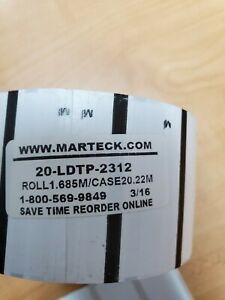 M
M
M
WWW.MARTECK.COM
20-LDTP-2312
ROLL1.685M/CASE20.22M
1-800-569-9849 3/16
SAVE TIME REORDER ONLINE